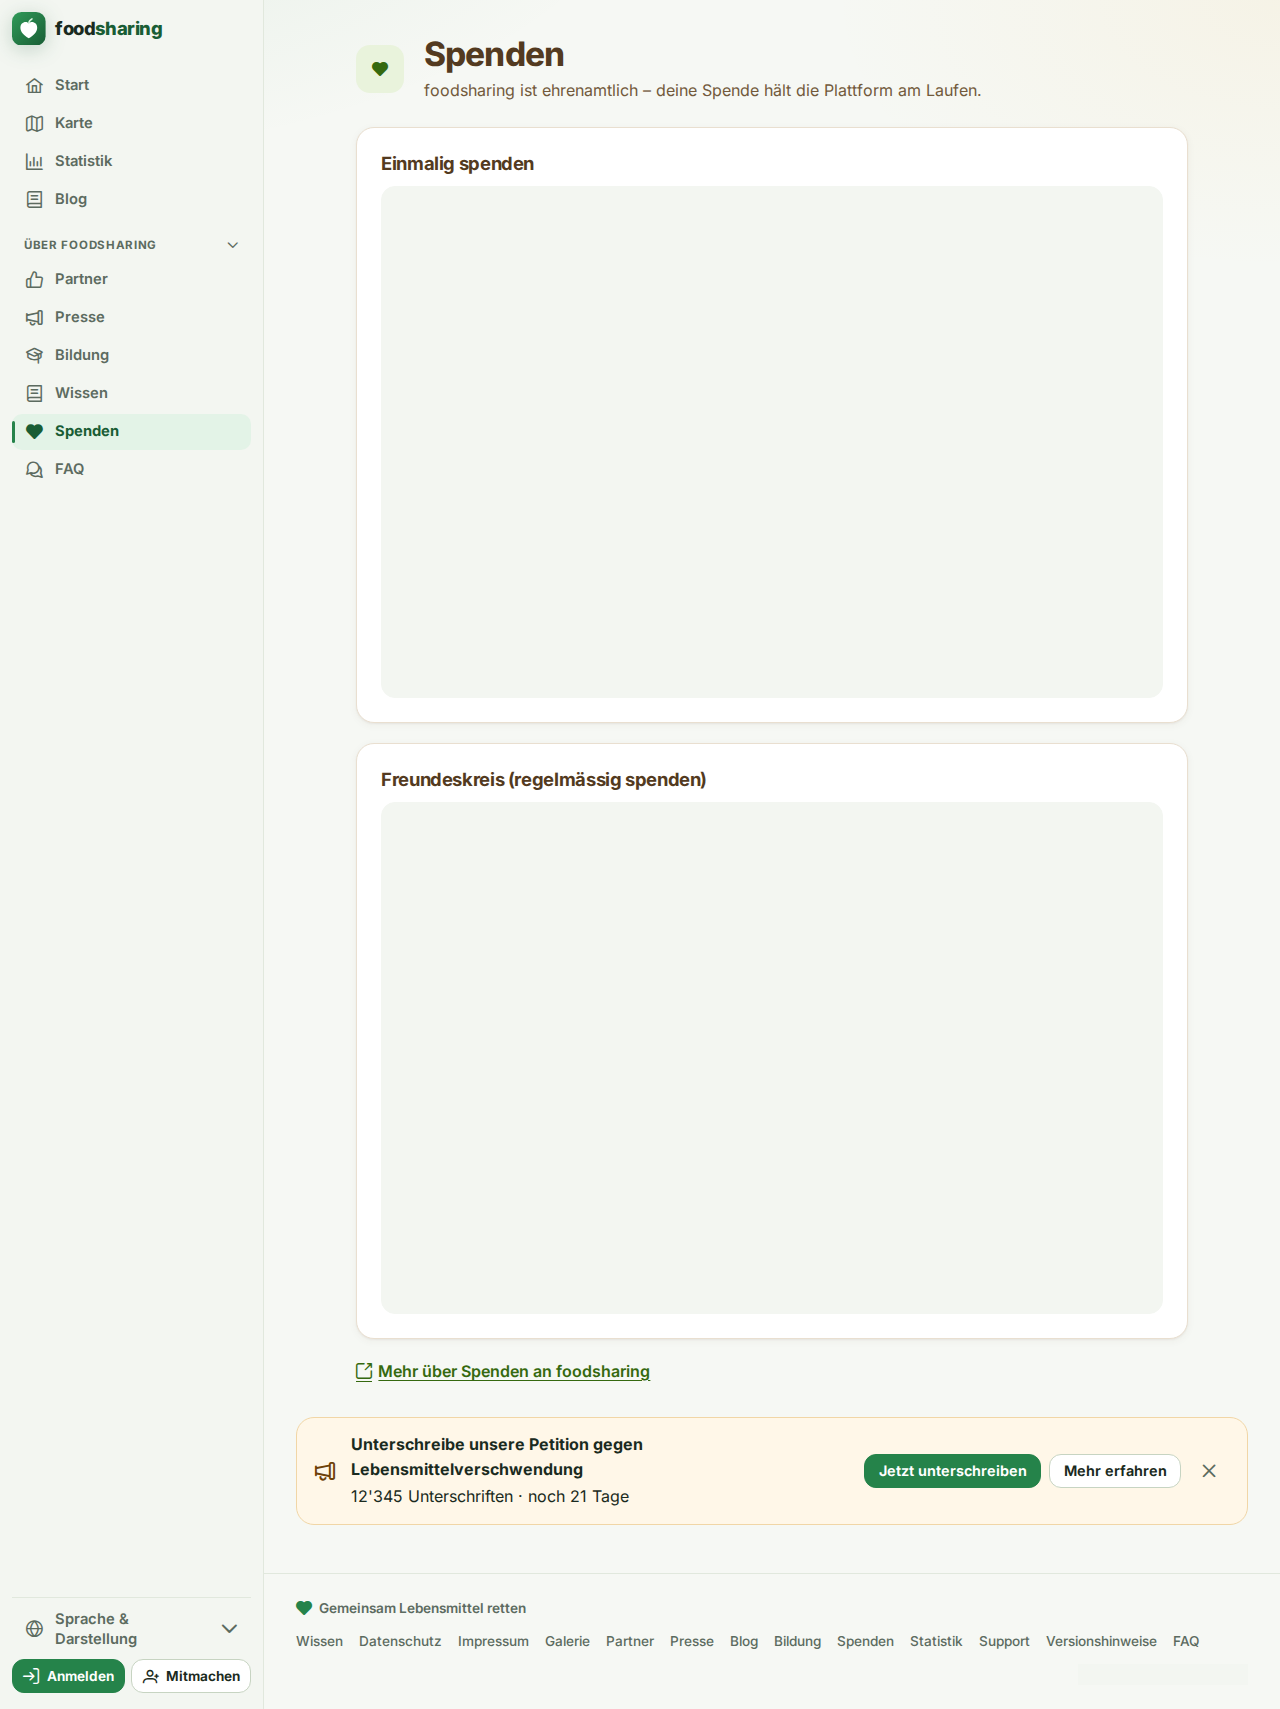 foodsharing
Start
Karte
Statistik
Blog
ÜBER FOODSHARING
Partner
Presse
Bildung
Wissen
Spenden
FAQ
Sprache &
Darstellung
Anmelden
Mitmachen
Spenden
foodsharing ist ehrenamtlich – deine Spende hält die Plattform am Laufen.
Einmalig spenden
Freundeskreis (regelmässig spenden)
Mehr über Spenden an foodsharing
Unterschreibe unsere Petition gegen
Lebensmittelverschwendung
12'345 Unterschriften · noch 21 Tage
Jetzt unterschreiben
Mehr erfahren
Gemeinsam Lebensmittel retten
Wissen Datenschutz Impressum Galerie Partner Presse Blog Bildung Spenden Statistik Support Versionshinweise FAQ